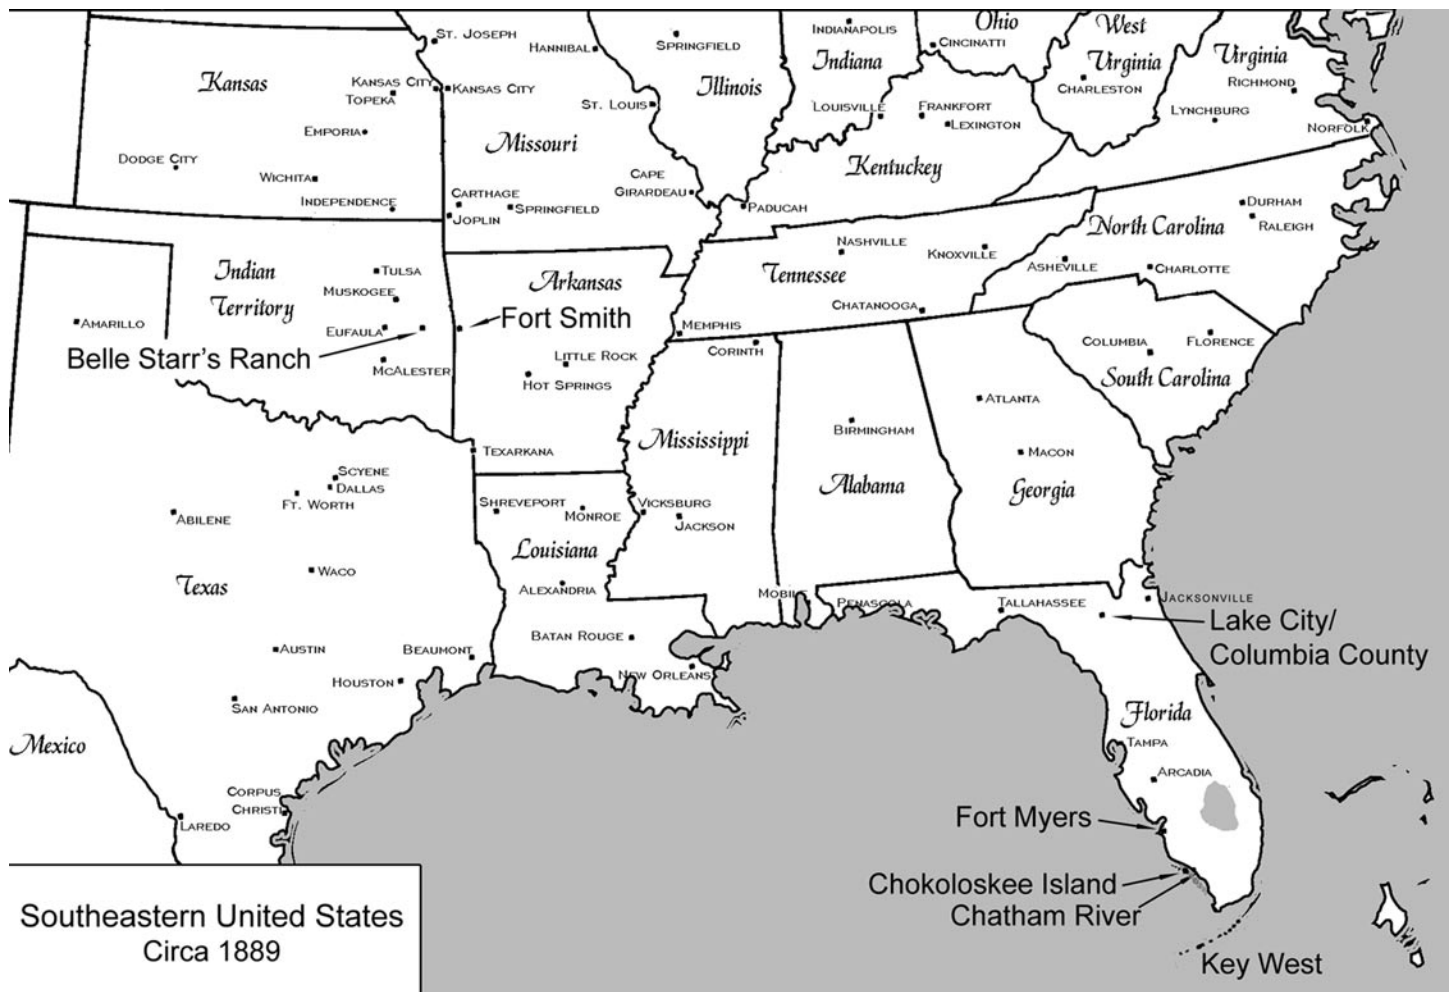 St. Joseph
Hannibal
Springfield
Indianapolis
Ohio
Cincinatti
West
Virginia
Charleston
Virginia
Richmond
Lynchburg
Norfolk
Kansas
Kansas City
Topeka
Kansas City
Emporia
Dodge City
Wichita
Independence
Missouri
St. Louis
Illinois
Indiana
Louisville
Frankfort
Lexington
Kentucky
Carthage
Joplin
Springfield
Cape
Girardeau
Paducah
Durham
Raleigh
North Carolina
Asheville
Charlotte
Nashville
Knoxville
Tennessee
Chatanooga
Memphis
Corinth
Indian
Territory
Tulsa
Muskogee
Eufaula
McAlester
Amarillo
Belle Starr's Ranch
Arkansas
Fort Smith
Little Rock
Hot Springs
Texarkana
Columbia
Florence
South Carolina
Atlanta
Macon
Georgia
Birmingham
Alabama
Mississippi
Vicksburg
Jackson
Scyene
Dallas
Ft. Worth
Abilene
Waco
Texas
Shreveport
Monroe
Louisiana
Alexandria
Batan Rouge
New Orleans
Mobile
Penascola
Tallahassee
Jacksonville
Lake City/
Columbia County
Austin
Beaumont
Houston
San Antonio
Mexico
Corpus
Christi
Laredo
Florida
Tampa
Arcadia
Fort Myers
Chokoloskee Island
Chatham River
Key West
Southeastern United States
Circa 1889